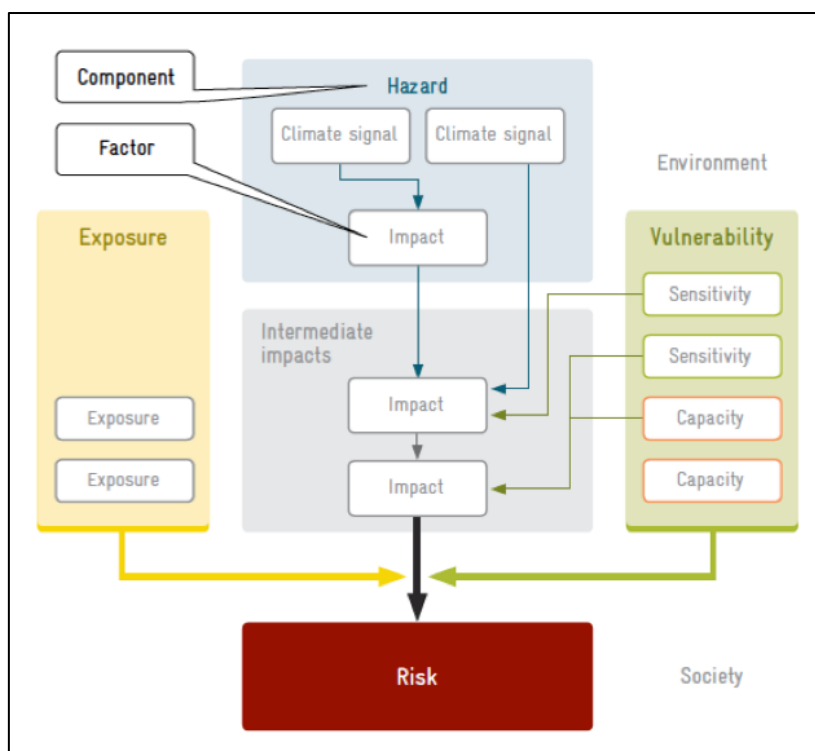 Component
Hazard
Climate signal
Climate signal
Factor
Environment
Exposure
Impact
Vulnerability
Sensitivity
Intermediate
impacts
Sensitivity
Impact
Exposure
Capacity
Exposure
Impact
Capacity
Risk
Society